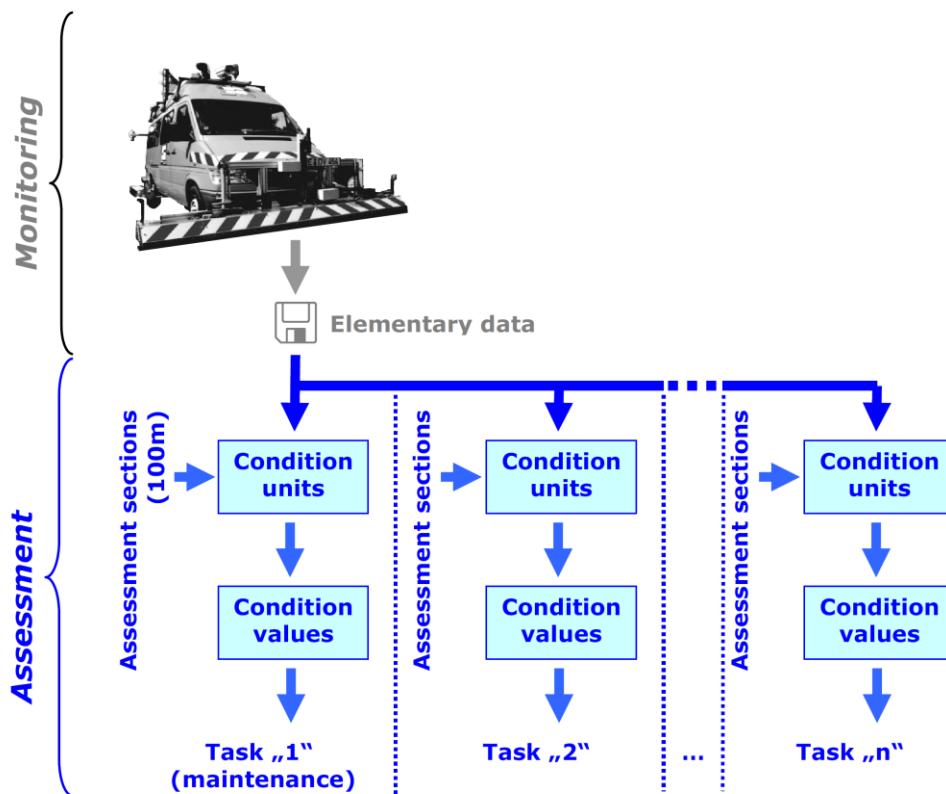 Monitoring
Elementary data
Assessment
Assessment sections
(100m)
Condition
units
Condition
values
Task „1“
(maintenance)
Assessment sections
Condition
units
Condition
values
Task „2“
...
Assessment sections
Condition
units
Condition
values
Task „n“